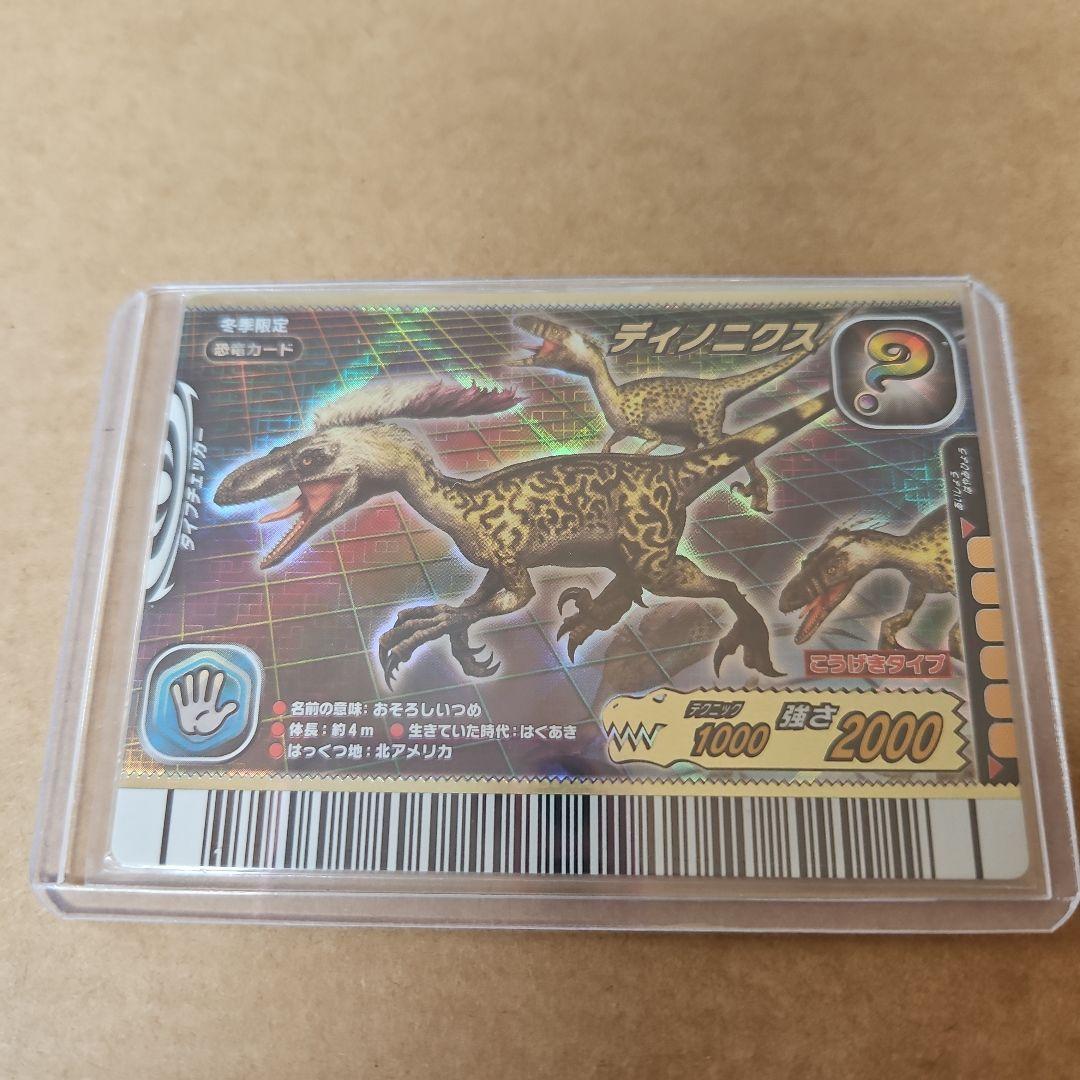 冬季限定
恐竜カード
ディノニクス
?
タイプチェッカー
こうげきタイプ
名前の意味：おそろしいつめ
体長：約4m 生きていた時代：はくあき
はっくつ地：北アメリカ
テクニック
1000
強さ
2000